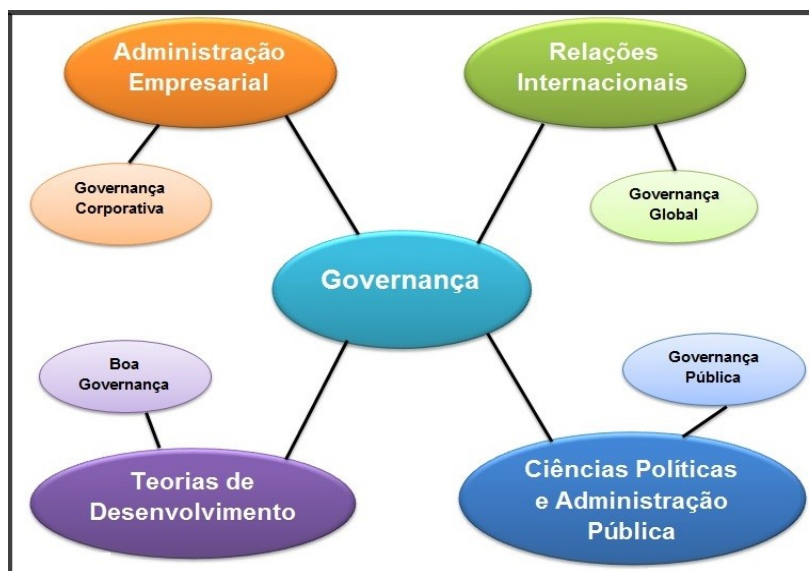 Administração
Empresarial
Relações
Internacionais
Governança
Corporativa
Governança
Global
Governança
Boa
Governança
Governança
Pública
Teorias de
Desenvolvimento
Ciências Políticas
e Administração
Pública